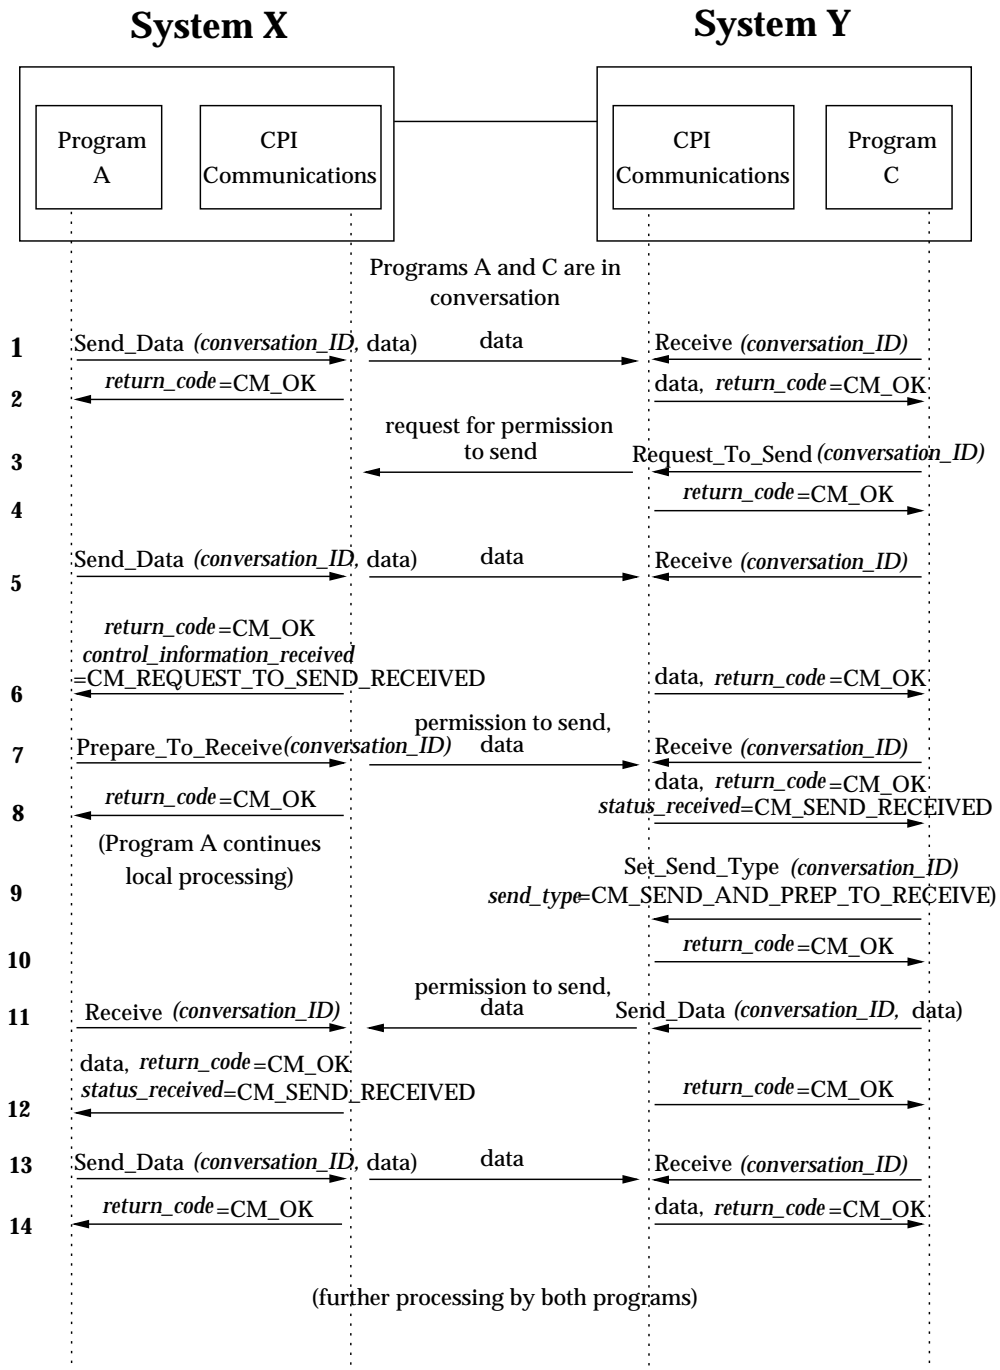 System X
System Y
Program
A
CPI
Communications
CPI
Communications
Program
C
Programs A and C are in
conversation
1
Send_Data (conversation_ID, data)
data
Receive (conversation_ID)
2
return_code=CM_OK
data, return_code=CM_OK
request for permission
to send
3
Request_To_Send (conversation_ID)
4
return_code=CM_OK
5
Send_Data (conversation_ID, data)
data
Receive (conversation_ID)
return_code=CM_OK
control_information_received
=CM_REQUEST_TO_SEND_RECEIVED
6
data, return_code=CM_OK
7
Prepare_To_Receive(conversation_ID)
permission to send,
data
Receive (conversation_ID)
8
return_code=CM_OK
data, return_code=CM_OK
status_received=CM_SEND_RECEIVED
(Program A continues
local processing)
9
Set_Send_Type (conversation_ID)
send_type=CM_SEND_AND_PREP_TO_RECEIVE)
10
return_code=CM_OK
11
Receive (conversation_ID)
permission to send,
data
Send_Data (conversation_ID, data)
data, return_code=CM_OK
status_received=CM_SEND_RECEIVED
12
return_code=CM_OK
13
Send_Data (conversation_ID, data)
data
Receive (conversation_ID)
14
return_code=CM_OK
data, return_code=CM_OK
(further processing by both programs)